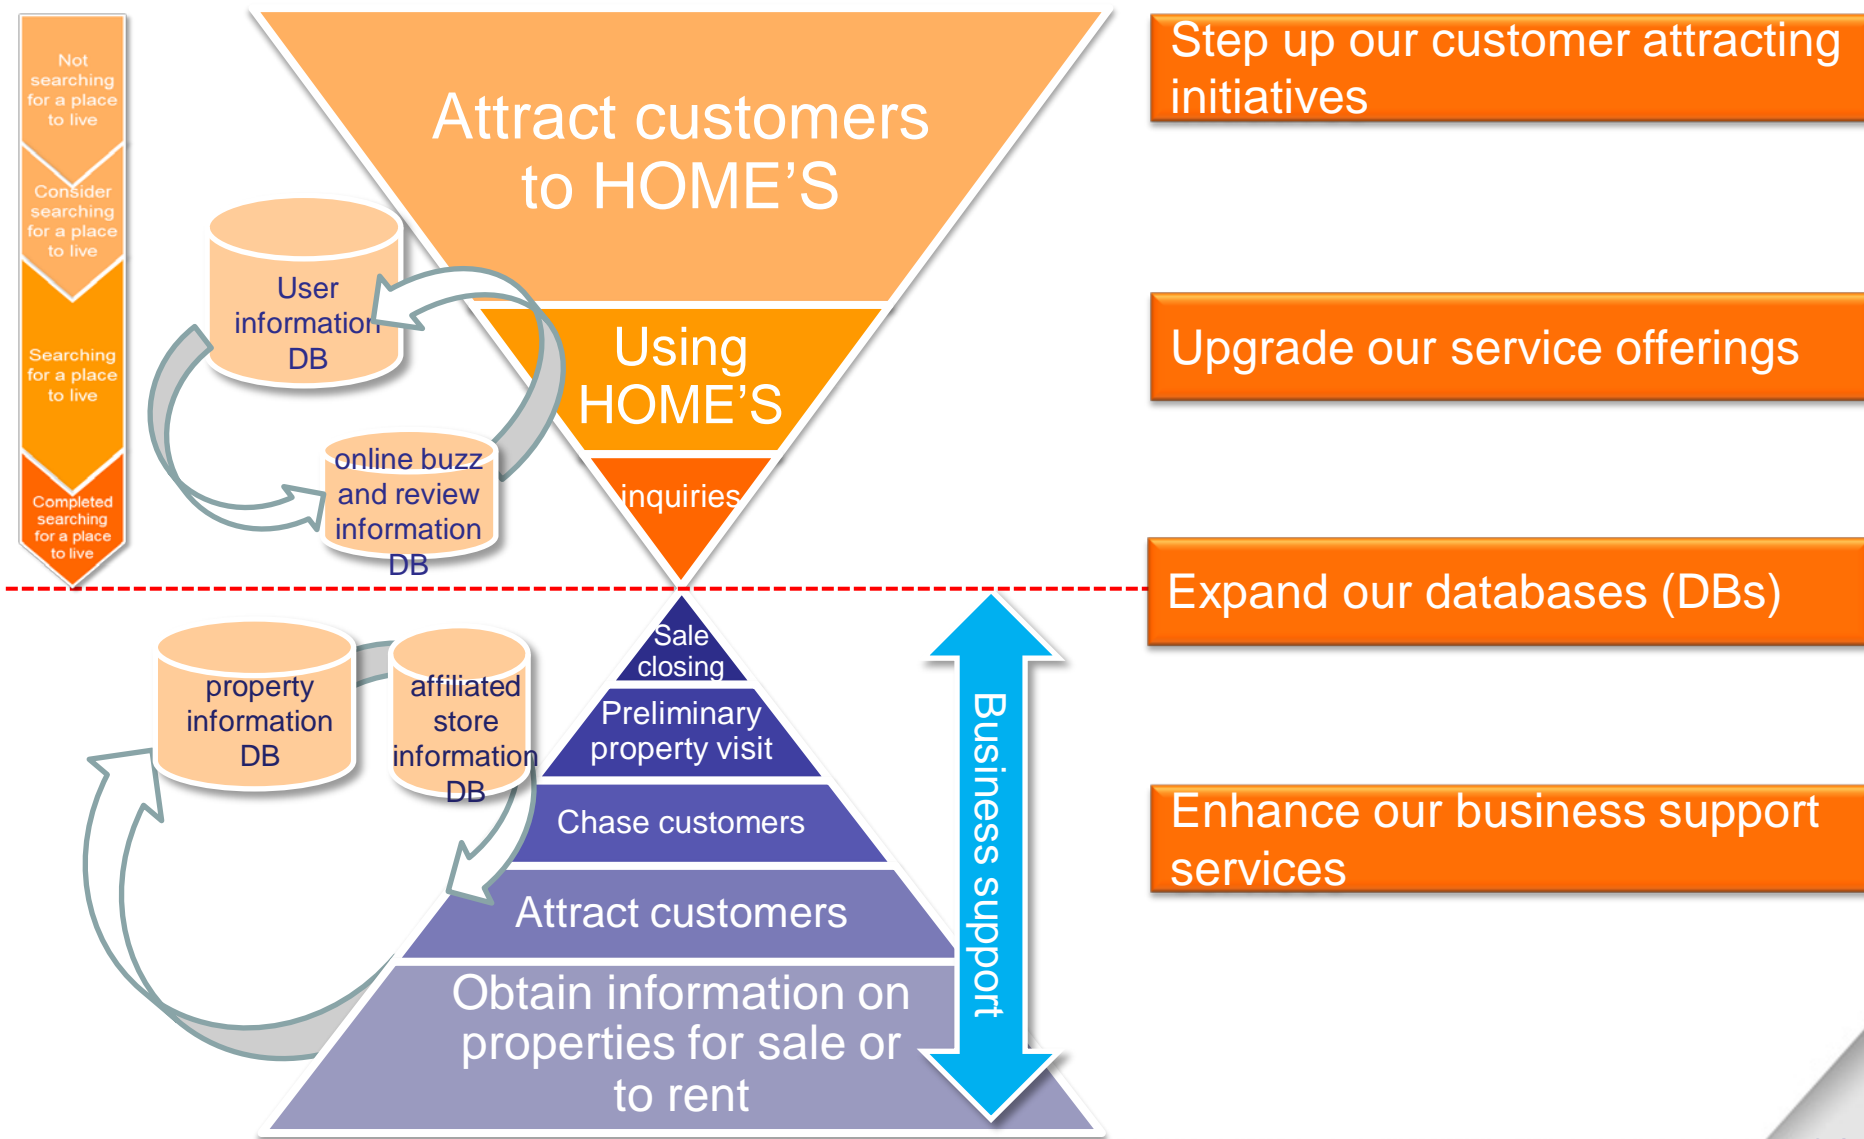 Not
searching
for a place
to live
Consider
searching
for a place
to live
Searching
for a place
to live
Completed
searching
for a place
to live
Attract customers
to HOME’S
Using
HOME’S
inquiries
User
information
DB
online buzz
and review
information
DB
Sale
closing
Preliminary
property visit
Chase customers
Attract customers
Obtain information on
properties for sale or
to rent
property
information
DB
affiliated
store
information
DB
Business support
Step up our customer attracting
initiatives
Upgrade our service offerings
Expand our databases (DBs)
Enhance our business support
services